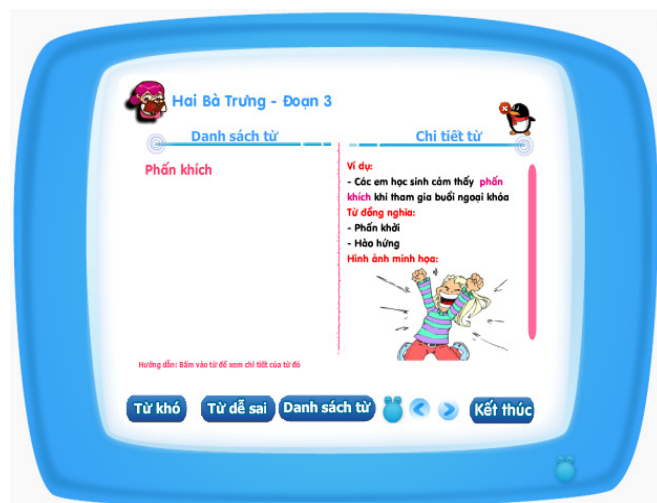 Hai Bà Trưng - Đoạn 3
Danh sách từ
Phấn khích
Hướng dẫn: Bấm vào từ để xem chi tiết của từ đó
Chi tiết từ
Ví dụ:
- Các em học sinh cảm thấy phấn
khích khi tham gia buổi ngoại khóa
Từ đồng nghĩa:
- Phấn khởi
- Hào hứng
Hình ảnh minh họa:
Từ khó
Từ dễ sai
Danh sách từ
Kết thúc